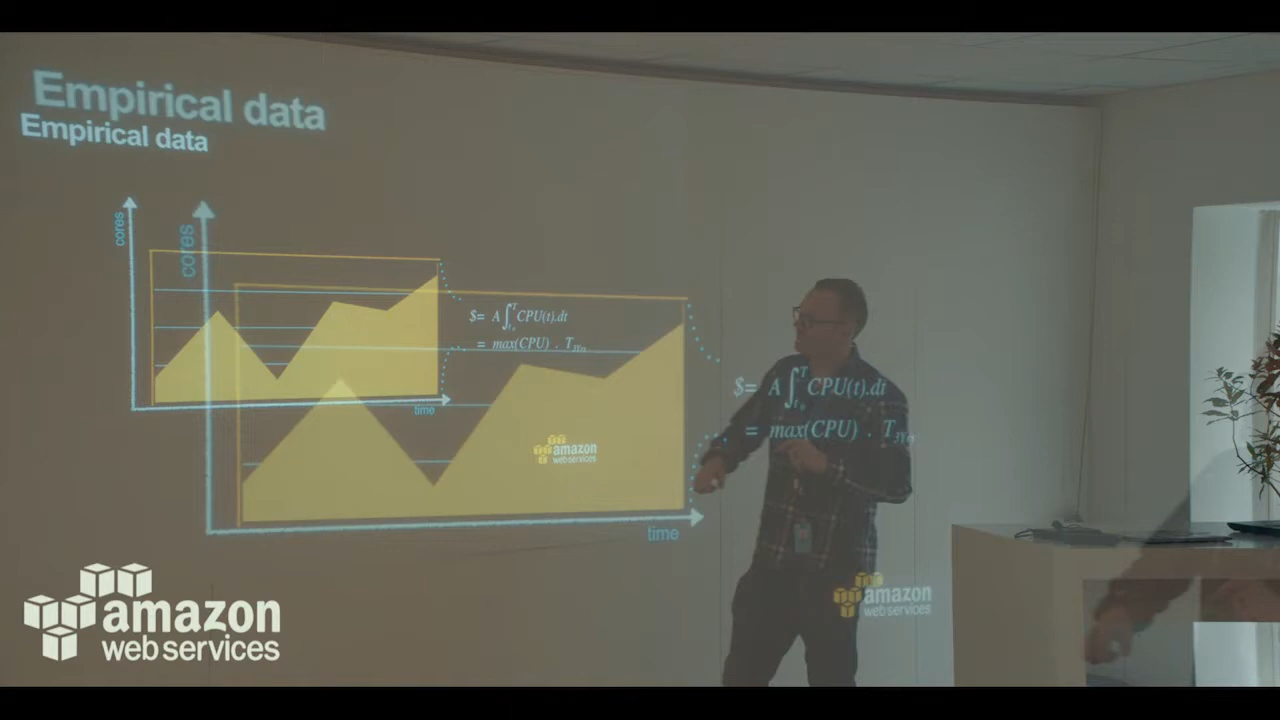 Empirical data
Empirical data
cores
cores
$= A∫CPU(t).dt
= max(CPU) . T
time
$= A∫CPU(t).dt
= max(CPU) . T
amazon
web services
time
amazon
web services
amazon
web services